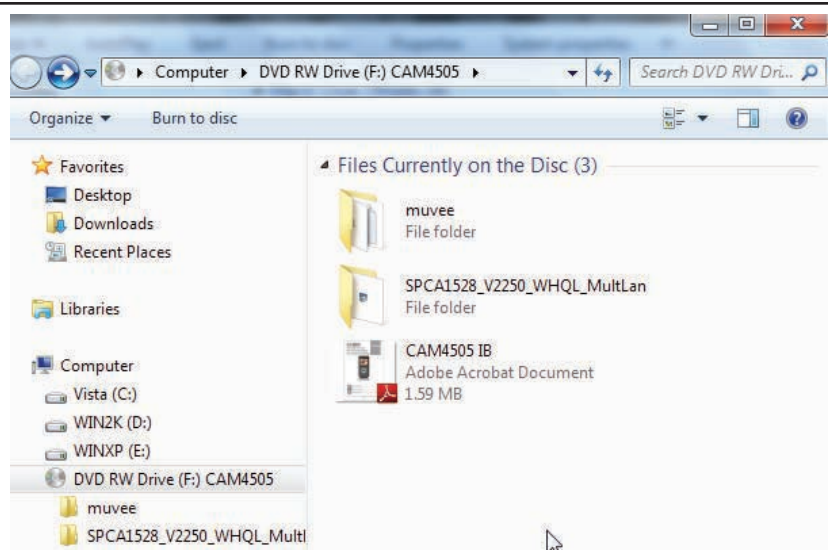 Computer ▸ DVD RW Drive (F:) CAM4505 ▸
Search DVD RW Dri...
Organize
Burn to disc
Favorites
Desktop
Downloads
Recent Places
Libraries
Computer
Vista (C:)
WIN2K (D:)
WINXP (E:)
DVD RW Drive (F:) CAM4505
muvee
SPCA1528_V2250_WHQL_Multl
Files Currently on the Disc (3)
muvee
File folder
SPCA1528_V2250_WHQL_MultLan
File folder
CAM4505 IB
Adobe Acrobat Document
1.59 MB